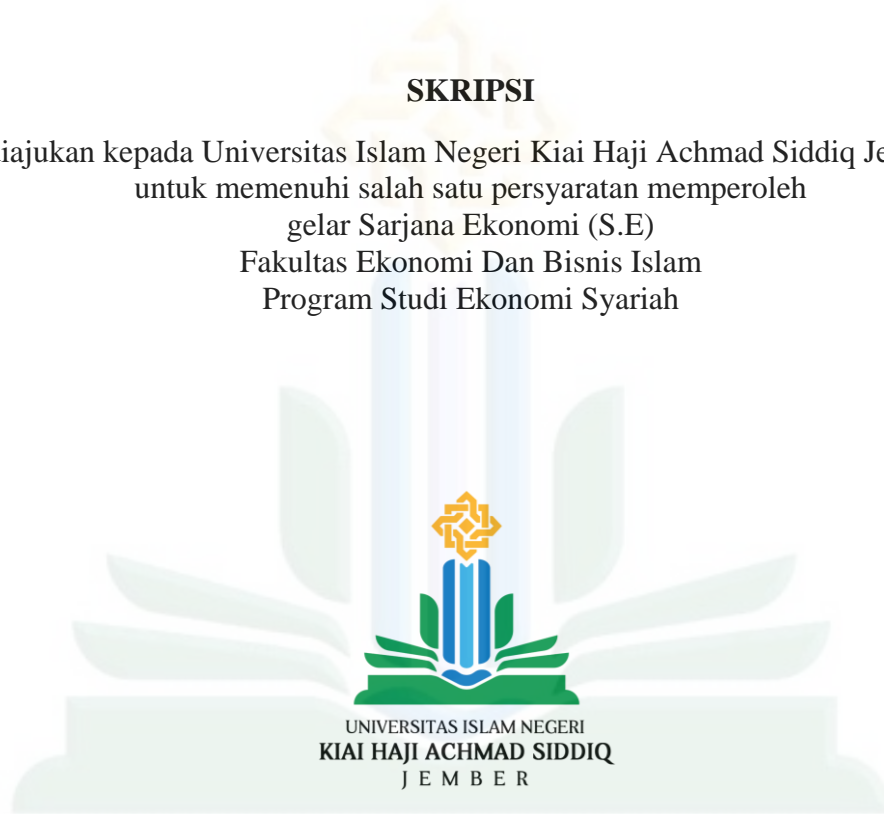 SKRIPSI
iajukan kepada Universitas Islam Negeri Kiai Haji Achmad Siddiq Je
untuk memenuhi salah satu persyaratan memperoleh
gelar Sarjana Ekonomi (S.E)
Fakultas Ekonomi Dan Bisnis Islam
Program Studi Ekonomi Syariah
UNIVERSITAS ISLAM NEGERI
KIAI HAJI ACHMAD SIDDIQ
JEMBER